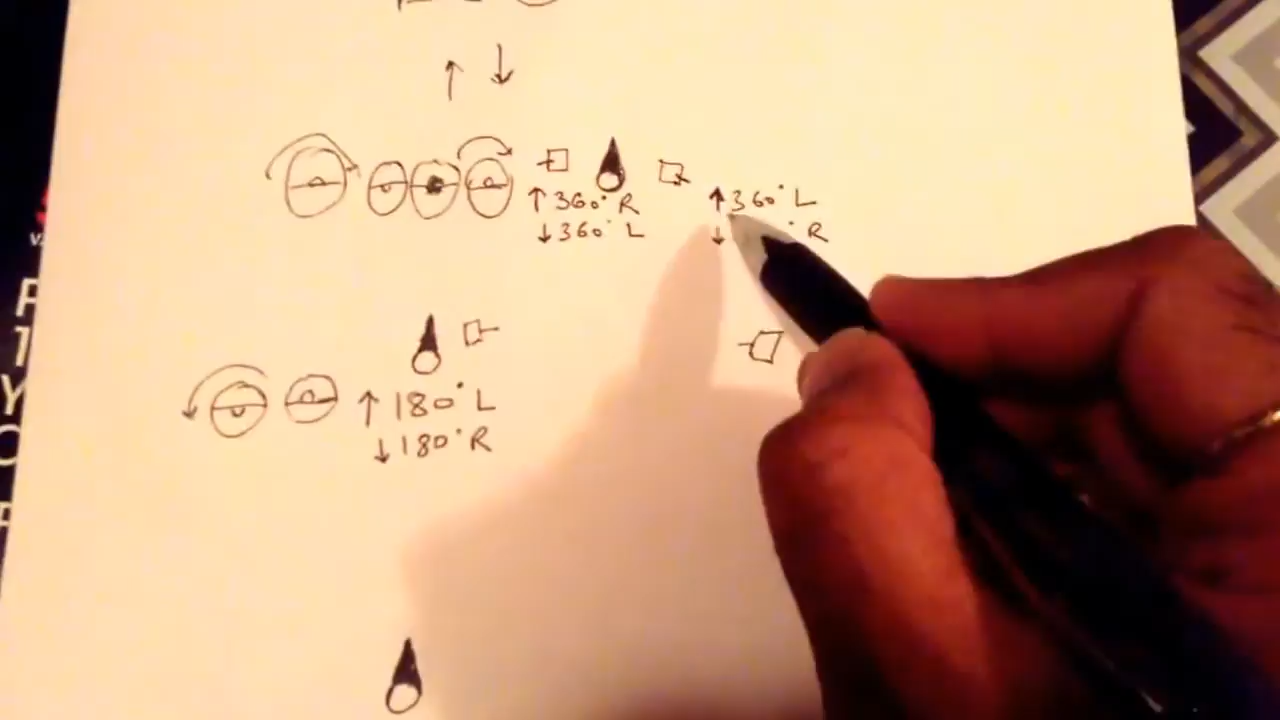 ↑360° R
↓360° L
↑360° L
↓ ° R
↑180° L
↓180° R